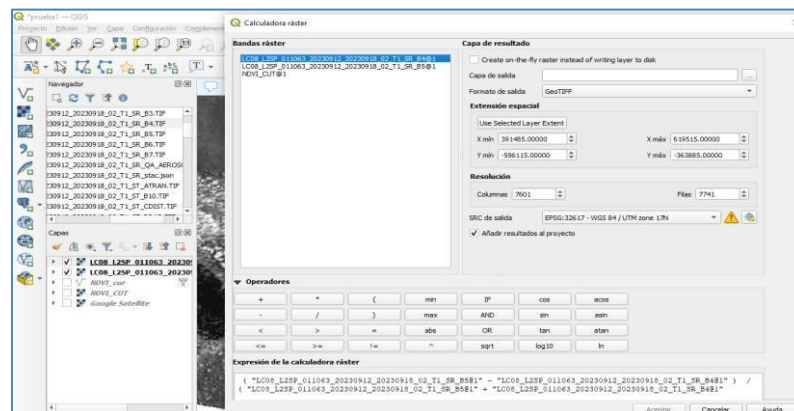 *prueba1 — QGIS
Proyecto Edición Ver Capa Configuración Complementos
Navegador
230912_20230918_02_T1_SR_B3.TIF
230912_20230918_02_T1_SR_B4.TIF
230912_20230918_02_T1_SR_B5.TIF
230912_20230918_02_T1_SR_B6.TIF
230912_20230918_02_T1_SR_B7.TIF
230912_20230918_02_T1_SR_QA_AEROSO
230912_20230918_02_T1_SR_stac.json
230912_20230918_02_T1_ST_ATRAN.TIF
230912_20230918_02_T1_ST_B10.TIF
230912_20230918_02_T1_ST_CDIST.TIF
Capas
LC08_L2SP_011063_20230
LC08_L2SP_011063_20230
NDVI_cur
NDVI_CUT
Google Satellite
Calculadora ráster
Bandas ráster
LC08_L2SP_011063_20230912_20230918_02_T1_SR_B4@1
LC08_L2SP_011063_20230912_20230918_02_T1_SR_B5@1
NDVI_CUT@1
Capa de resultado
Create on-the-fly raster instead of writing layer to disk
Capa de salida
...
Formato de salida GeoTIFF
Extensión espacial
Use Selected Layer Extent
X mín 391485.00000 X máx 619515.00000
Y mín -596115.00000 Y máx -363885.00000
Resolución
Columnas 7601 Filas 7741
SRC de salida EPSG:32617 - WGS 84 / UTM zone 17N
Añadir resultados al proyecto
Operadores
+ * ( min IF cos acos
- / ) max AND sin asin
< > = abs OR tan atan
<= >= != ^ sqrt log10 ln
Expresión de la calculadora ráster
( "LC08_L2SP_011063_20230912_20230918_02_T1_SR_B5@1" - "LC08_L2SP_011063_20230912_20230918_02_T1_SR_B4@1" ) /
( "LC08_L2SP_011063_20230912_20230918_02_T1_SR_B5@1" + "LC08_L2SP_011063_20230912_20230918_02_T1_SR_B4@1"
Aceptar Cancelar Ayuda